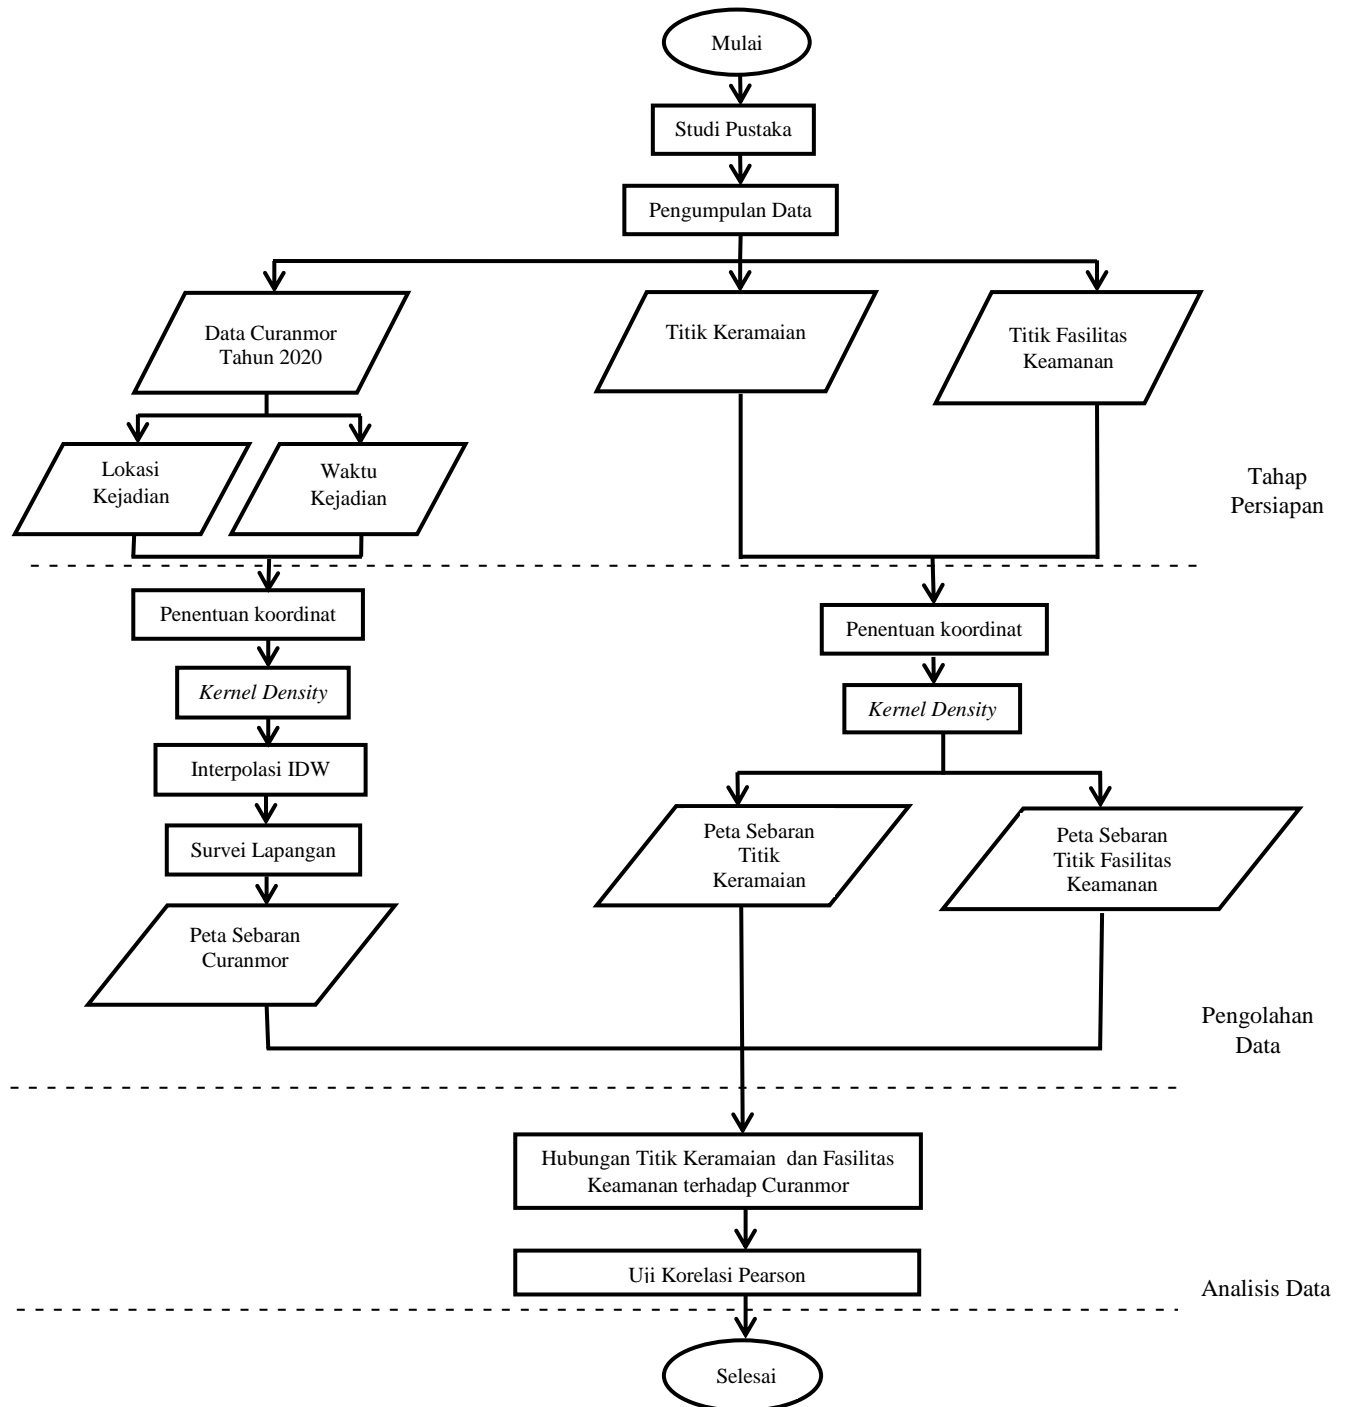 Mulai
Studi Pustaka
Pengumpulan Data
Data Curanmor
Tahun 2020
Titik Keramaian
Titik Fasilitas
Keamanan
Lokasi
Kejadian
Waktu
Kejadian
Tahap
Persiapan
Penentuan koordinat
Kernel Density
Interpolasi IDW
Survei Lapangan
Peta Sebaran
Curanmor
Penentuan koordinat
Kernel Density
Peta Sebaran
Titik
Keramaian
Peta Sebaran
Titik Fasilitas
Keamanan
Pengolahan
Data
Hubungan Titik Keramaian dan Fasilitas
Keamanan terhadap Curanmor
Uji Korelasi Pearson
Analisis Data
Selesai